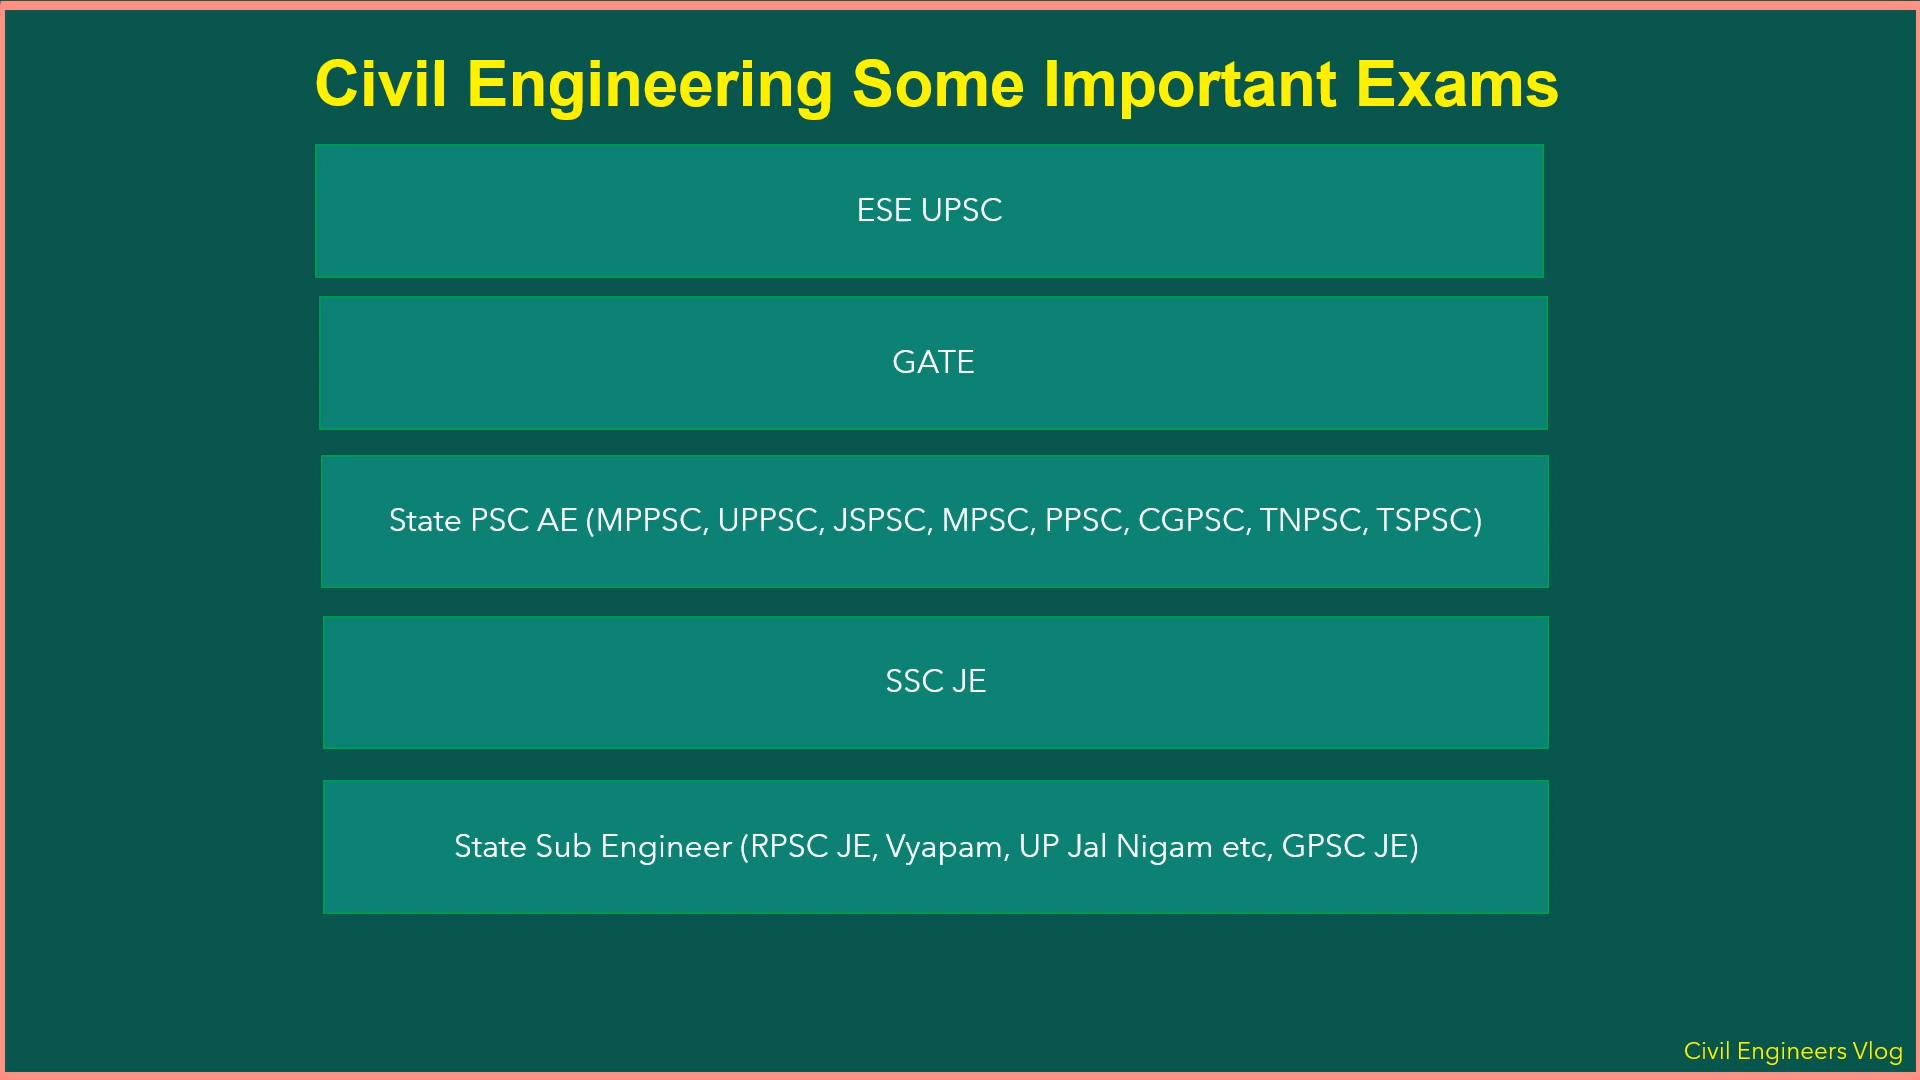 Civil Engineering Some Important Exams
ESE UPSC
GATE
State PSC AE (MPPSC, UPPSC, JSPSC, MPSC, PPSC, CGPSC, TNPSC, TSPSC)
SSC JE
State Sub Engineer (RPSC JE, Vyapam, UP Jal Nigam etc, GPSC JE)
Civil Engineers Vlog